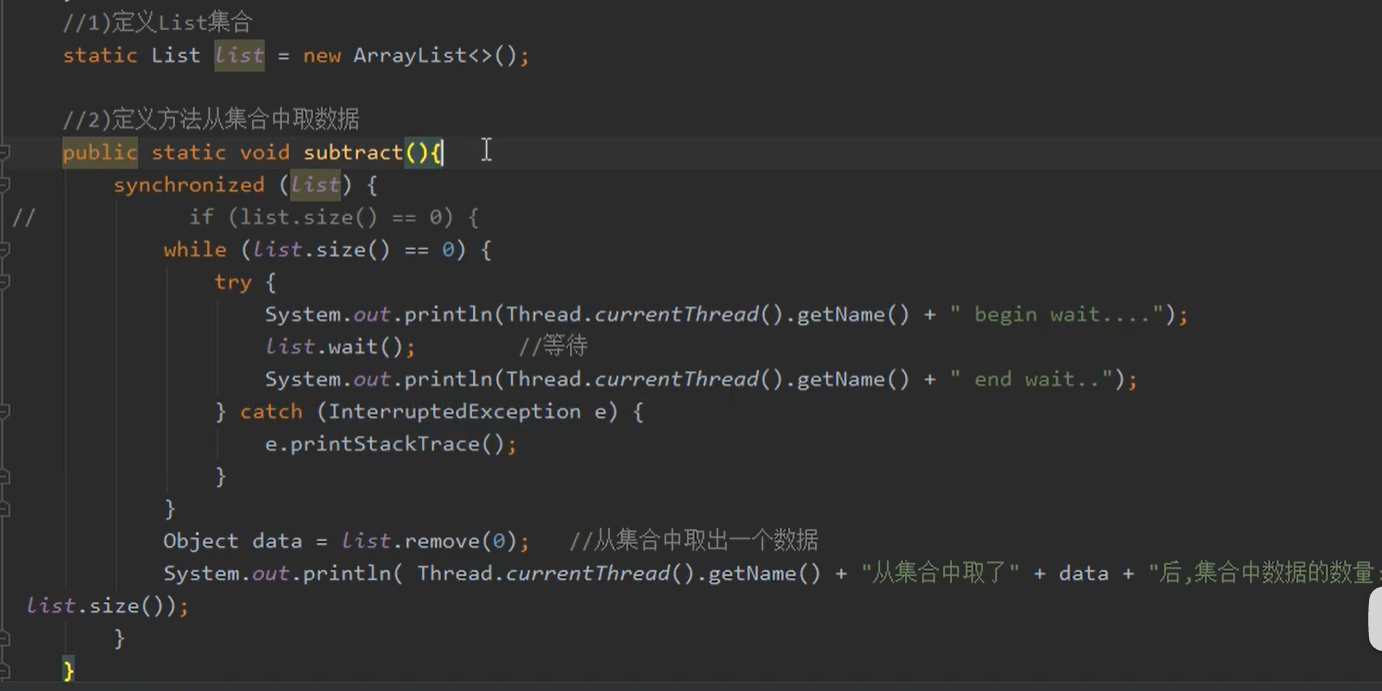 //1)定义List集合
static List list = new ArrayList<>();
//2)定义方法从集合中取数据
public static void subtract(){
synchronized (list) {
//          if (list.size() == 0) {
while (list.size() == 0) {
try {
System.out.println(Thread.currentThread().getName() + " begin wait....");
list.wait();        //等待
System.out.println(Thread.currentThread().getName() + " end wait..");
} catch (InterruptedException e) {
e.printStackTrace();
}
}
Object data = list.remove(0);   //从集合中取出一个数据
System.out.println( Thread.currentThread().getName() + "从集合中取了" + data + "后,集合中数据的数量:
list.size());
}
}